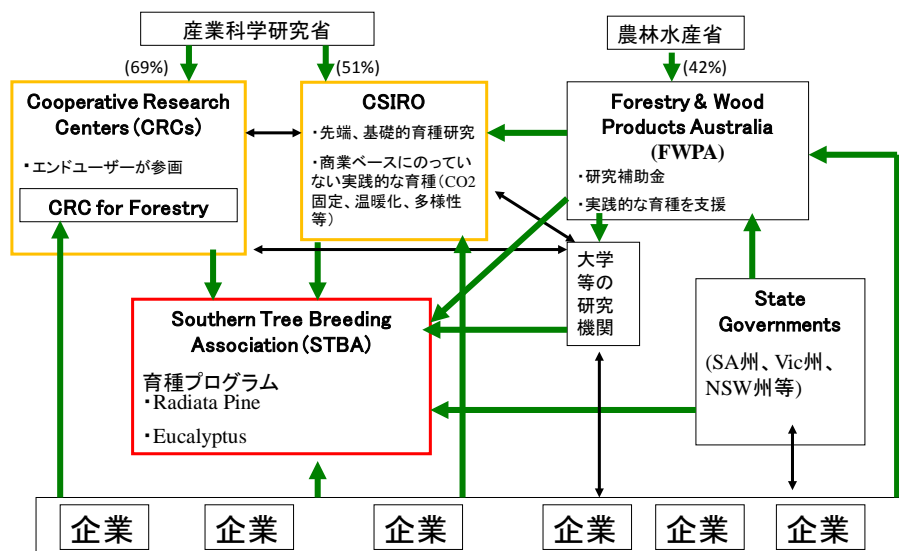 産業科学研究省
農林水産省
(69%)
(51%)
(42%)
Cooperative Research
Centers (CRCs)
・エンドユーザーが参画
CRC for Forestry
CSIRO
・先端、基礎的育種研究
・商業ベースにのってい
ない実践的な育種(CO2
固定、温暖化、多様性
等)
Forestry & Wood
Products Australia
(FWPA)
・研究補助金
・実践的な育種を支援
大学
等の
研究
機関
State
Governments
(SA州、Vic州、
NSW州等)
Southern Tree Breeding
Association (STBA)
育種プログラム
・Radiata Pine
・Eucalyptus
企業
企業
企業
企業
企業
企業